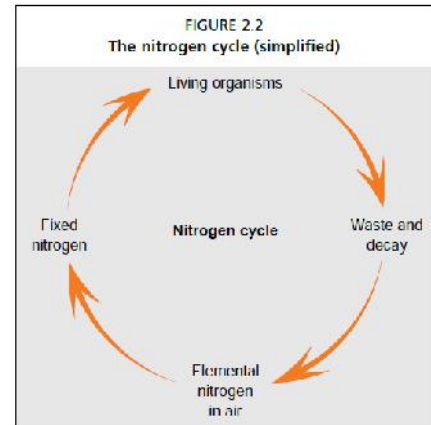 FIGURE 2.2
The nitrogen cycle (simplified)
Living organisms
Fixed
nitrogen
Nitrogen cycle
Waste and
decay
Elemental
nitrogen
in air